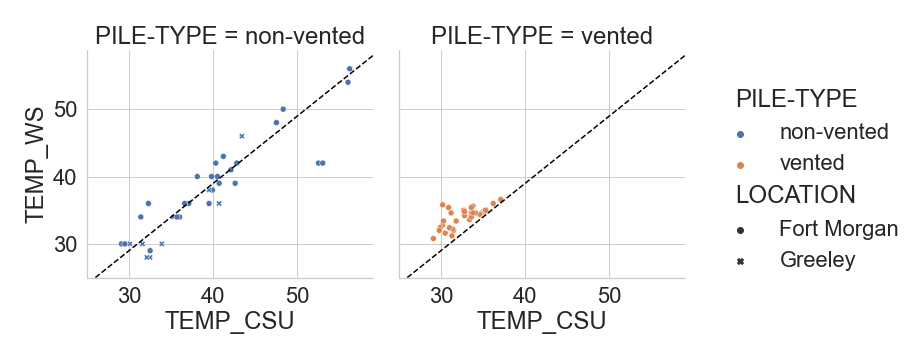 PILE-TYPE = non-vented
PILE-TYPE = vented
TEMP_WS
50
40
30
30
40
50
30
40
50
TEMP_CSU
TEMP_CSU
PILE-TYPE
non-vented
vented
LOCATION
Fort Morgan
Greeley